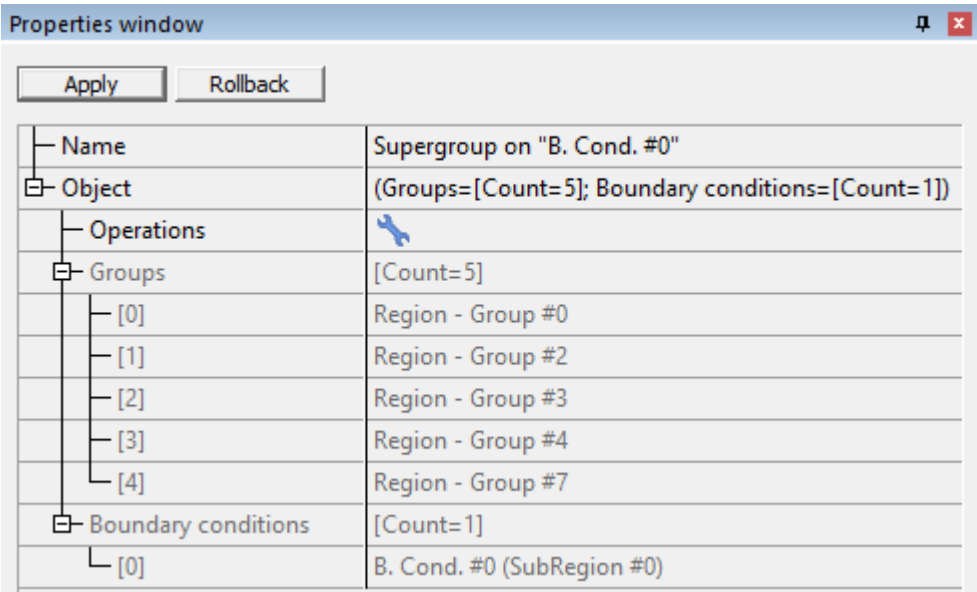 Properties window
Apply Rollback
Name Supergroup on "B. Cond. #0"
Object (Groups=[Count=5]; Boundary conditions=[Count=1])
Operations
Groups [Count=5]
[0] Region - Group #0
[1] Region - Group #2
[2] Region - Group #3
[3] Region - Group #4
[4] Region - Group #7
Boundary conditions [Count=1]
[0] B. Cond. #0 (SubRegion #0)